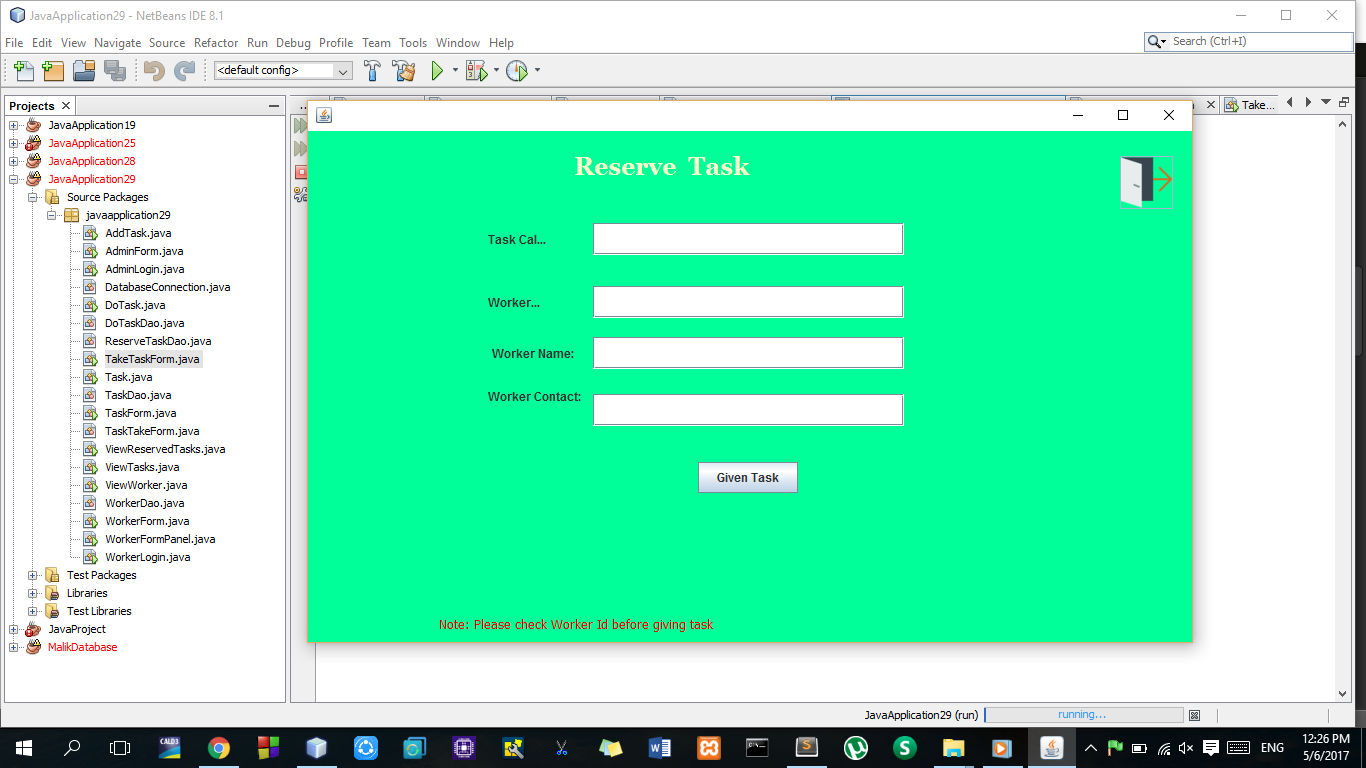 JavaApplication29 - NetBeans IDE 8.1
File Edit View Navigate Source Refactor Run Debug Profile Team Tools Window Help
Search (Ctrl+I)
<default config>
Projects
...
Take...
JavaApplication19
JavaApplication25
JavaApplication28
JavaApplication29
Source Packages
javaapplication29
AddTask.java
AdminForm.java
AdminLogin.java
DatabaseConnection.java
DoTask.java
DoTaskDao.java
ReserveTaskDao.java
TakeTaskForm.java
Task.java
TaskDao.java
TaskForm.java
TaskTakeForm.java
ViewReservedTasks.java
ViewTasks.java
ViewWorker.java
WorkerDao.java
WorkerForm.java
WorkerFormPanel.java
WorkerLogin.java
Test Packages
Libraries
Test Libraries
JavaProject
MalikDatabase
Reserve Task
Task Cal...
Worker...
Worker Name:
Worker Contact:
Given Task
Note: Please check Worker Id before giving task
JavaApplication29 (run)
running...
CALD3
ENG
12:26 PM
5/6/2017